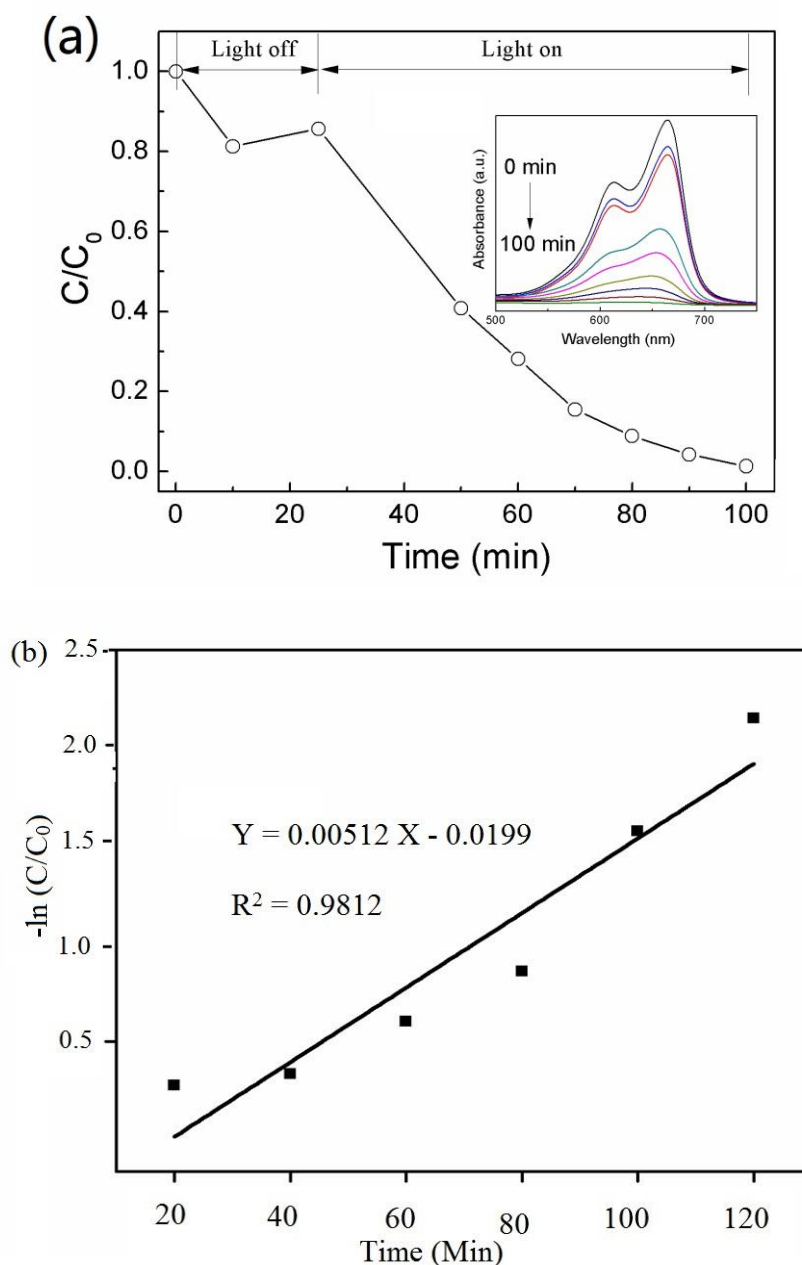 (a)
Light off
Light on
1.0
0.8
0.6
0.4
0.2
0.0
C/C₀
0
20
40
60
80
100
Time (min)
Absorbance (a.u.)
0 min
100 min
500
600
700
Wavelength (nm)
(b)
2.5
2.0
1.5
1.0
0.5
-ln (C/C₀)
Y = 0.00512 X - 0.0199
R² = 0.9812
20
40
60
80
100
120
Time (Min)